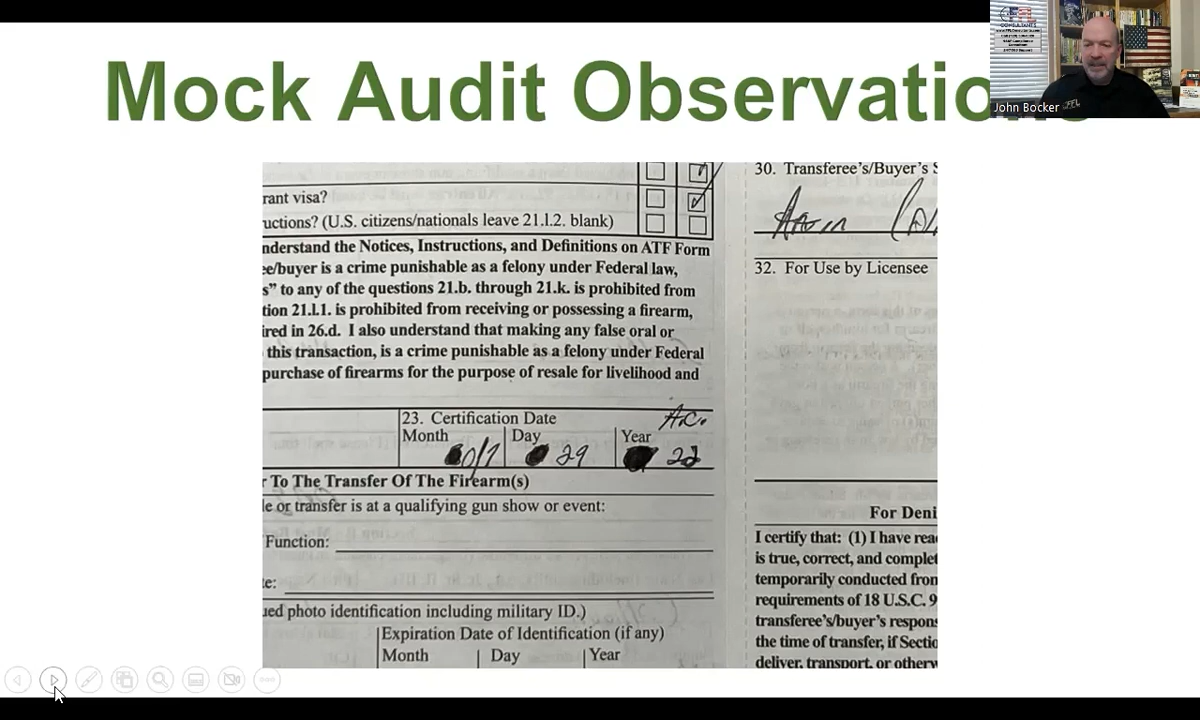 Mock Audit Observation
John Bocker
FFL
CONSULTANTS
rant visa?
uctions? (U.S. citizens/nationals leave 21.l.2. blank)
nderstand the Notices, Instructions, and Definitions on ATF Form
e/buyer is a crime punishable as a felony under Federal law,
s" to any of the questions 21.b. through 21.k. is prohibited from
tion 21.l.1. is prohibited from receiving or possessing a firearm,
ired in 26.d. I also understand that making any false oral or
this transaction, is a crime punishable as a felony under Federal
purchase of firearms for the purpose of resale for livelihood and
23. Certification Date
A.C.
Month
Day
Year
29
22
r To The Transfer Of The Firearm(s)
le or transfer is at a qualifying gun show or event:
Function:
te:
ued photo identification including military ID.)
Expiration Date of Identification (if any)
Month
Day
Year
30. Transferee's/Buyer's S
32. For Use by Licensee
For Deni
I certify that: (1) I have rea
is true, correct, and complet
temporarily conducted fron
requirements of 18 U.S.C. 9
transferee's/buyer's respons
the time of transfer, if Sectio
deliver, transport, or otherw